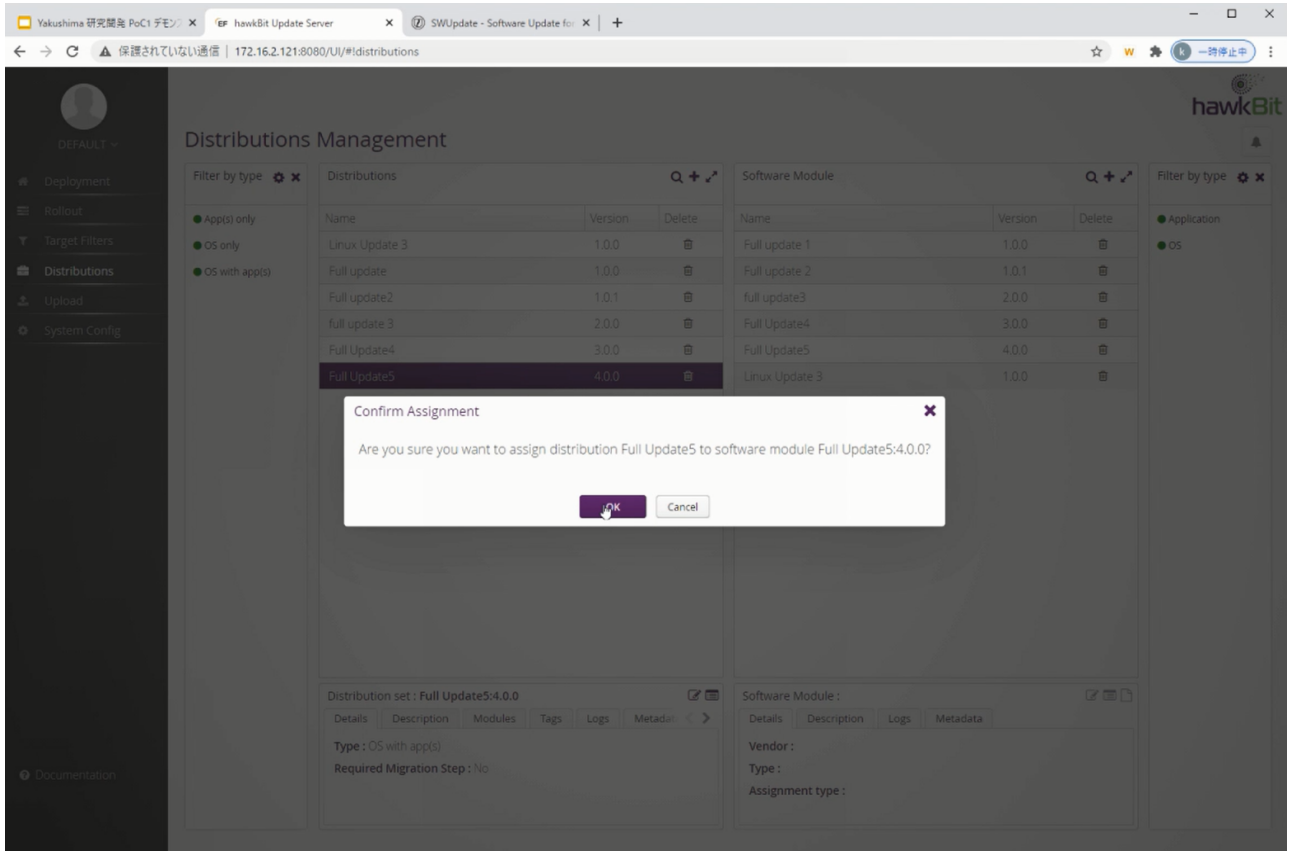 Yakushima 研究開発 PoC1 デモン
hawkBit Update Server
SWUpdate - Software Update for
保護されていない通信 | 172.16.2.121:8080/UI/#!distributions
一時停止中
hawkBit
DEFAULT
Distributions Management
Deployment
Rollout
Target Filters
Distributions
Upload
System Config
Documentation
Filter by type
App(s) only
OS only
OS with app(s)
Distributions
Name Version Delete
Linux Update 3 1.0.0
Full update 1.0.0
Full update2 1.0.1
full update 3 2.0.0
Full Update4 3.0.0
Full Update5 4.0.0
Software Module
Name Version Delete
Full update 1 1.0.0
Full update 2 1.0.1
full update3 2.0.0
Full Update4 3.0.0
Full Update5 4.0.0
Linux Update 3 1.0.0
Filter by type
Application
OS
Confirm Assignment
Are you sure you want to assign distribution Full Update5 to software module Full Update5:4.0.0?
OK Cancel
Distribution set : Full Update5:4.0.0
Details Description Modules Tags Logs Metadat
Type : OS with app(s)
Required Migration Step : No
Software Module :
Details Description Logs Metadata
Vendor :
Type :
Assignment type :